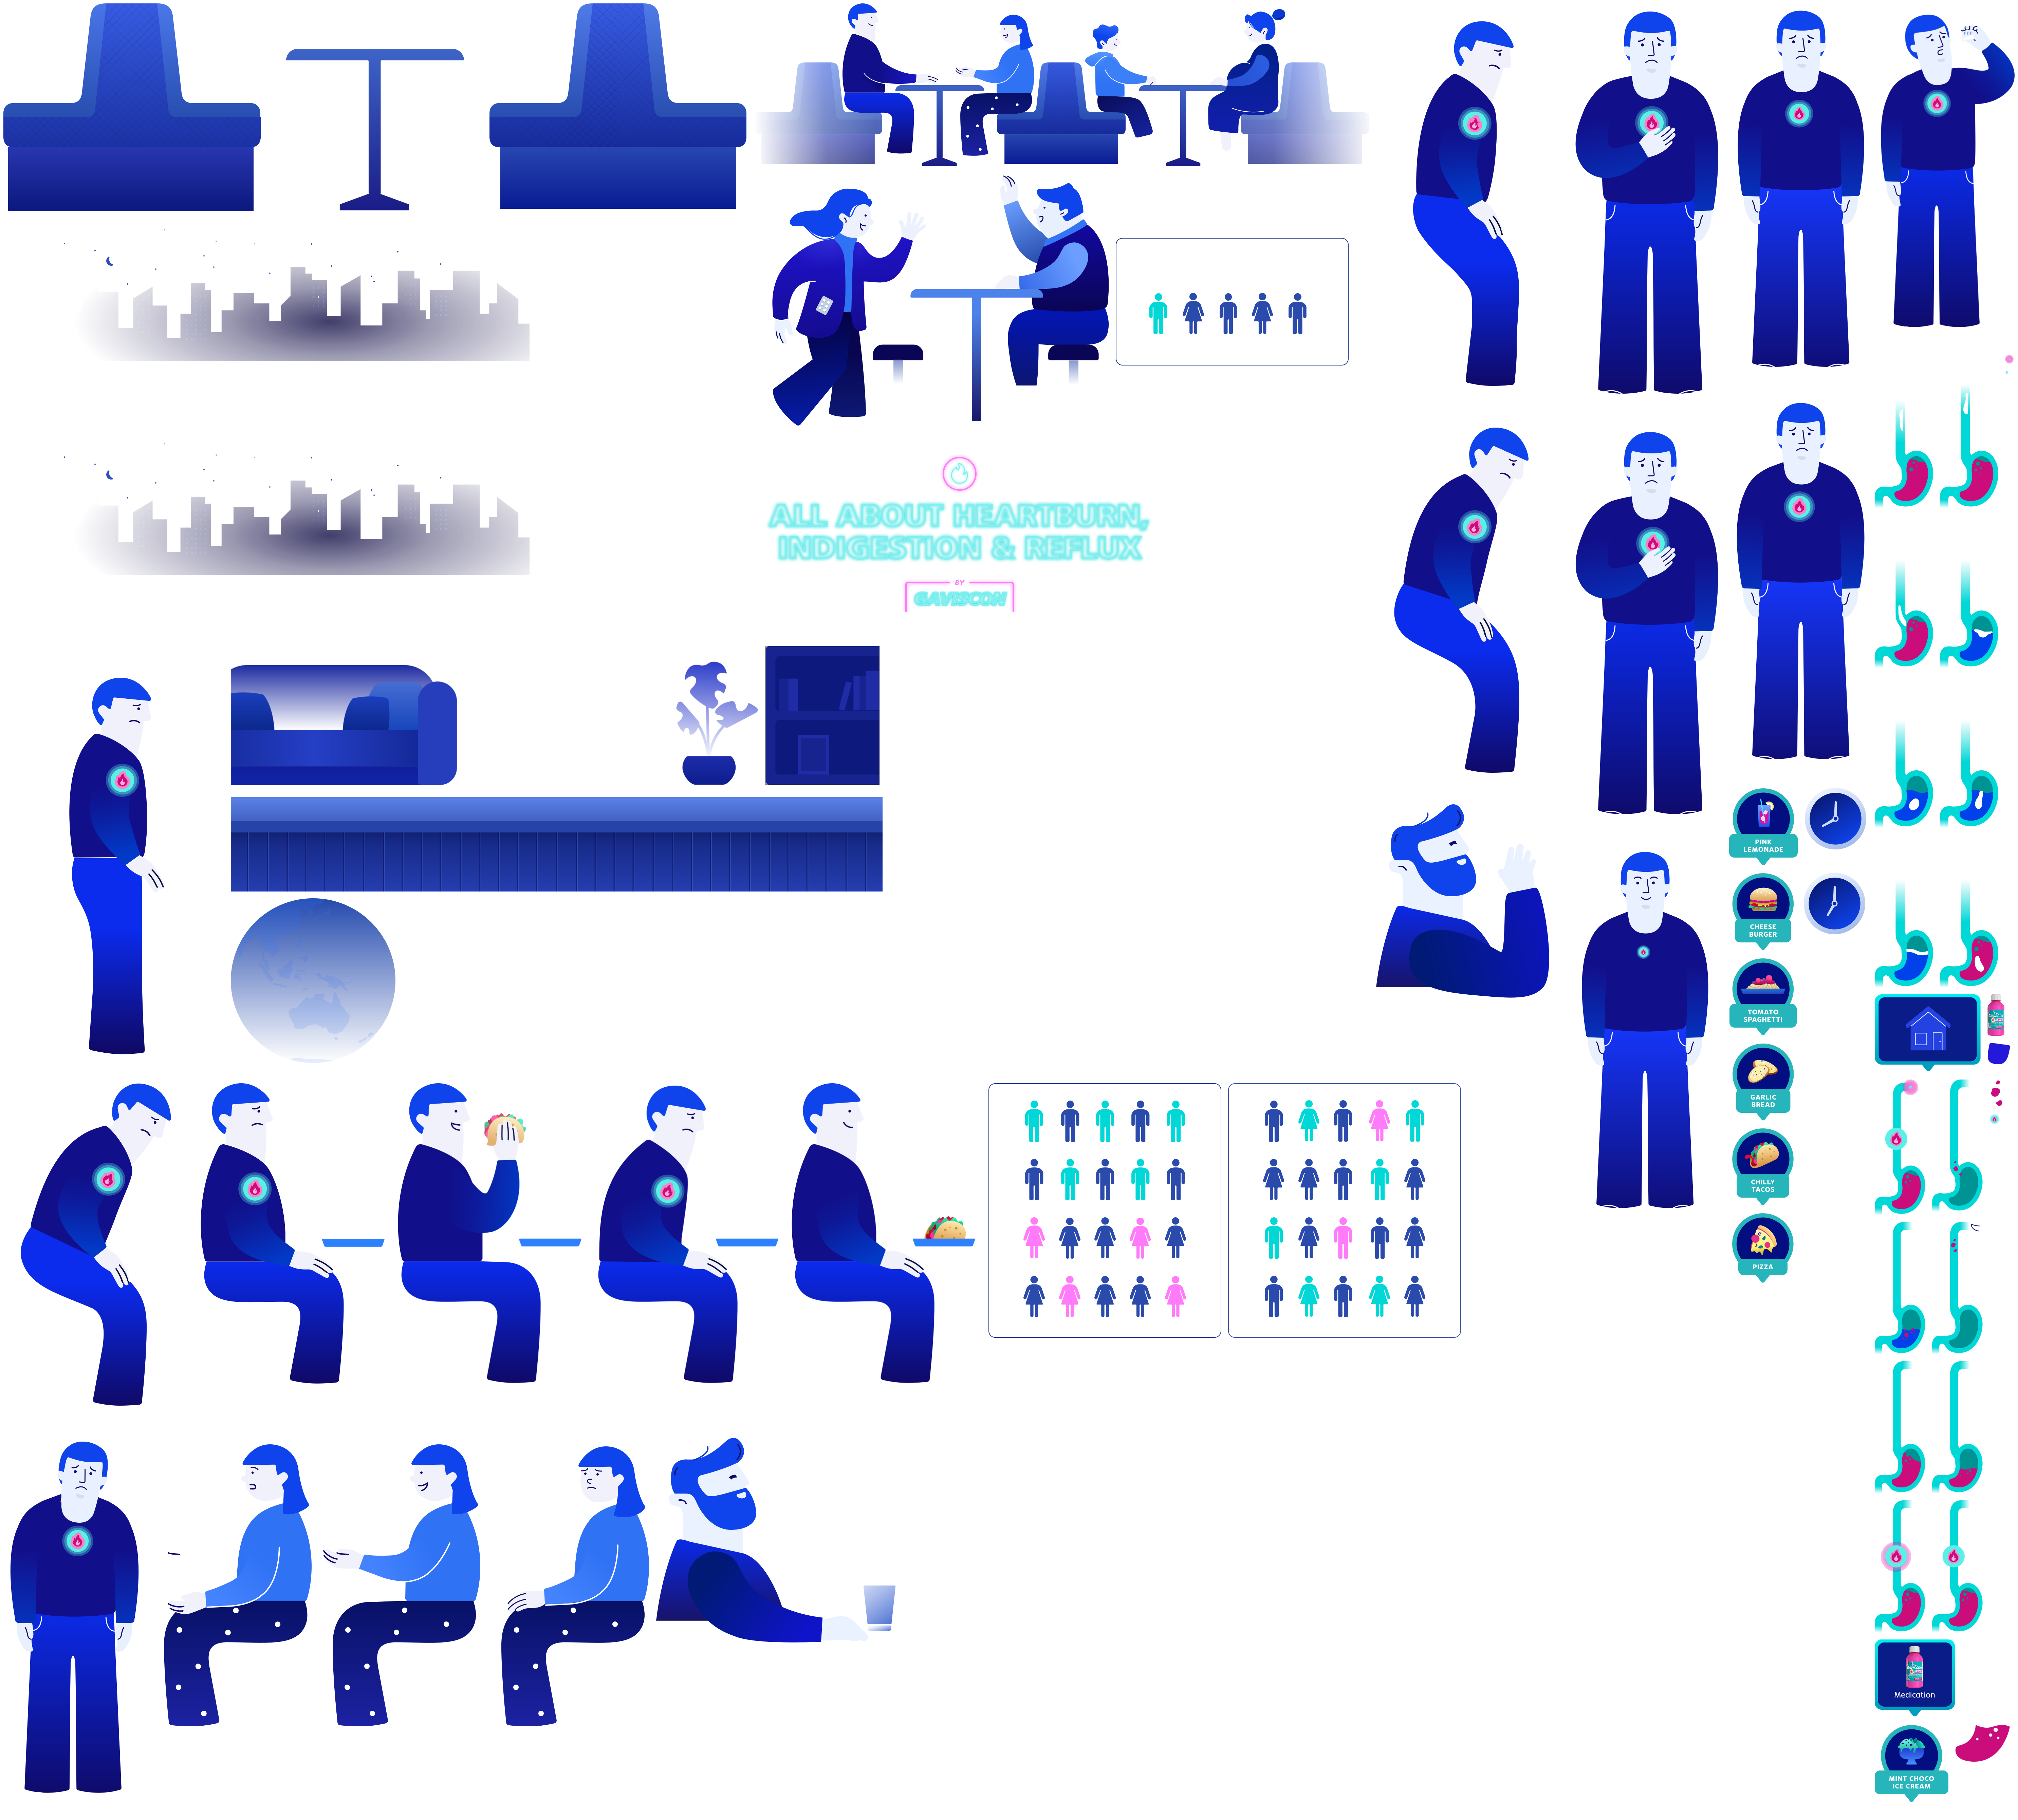 ALL ABOUT HEARTBURN,
INDIGESTION & REFLUX
BY
GAVISCON
PINK
LEMONADE
CHEESE
BURGER
TOMATO
SPAGHETTI
GARLIC
BREAD
CHILLY
TACOS
PIZZA
Medication
MINT CHOCO
ICE CREAM